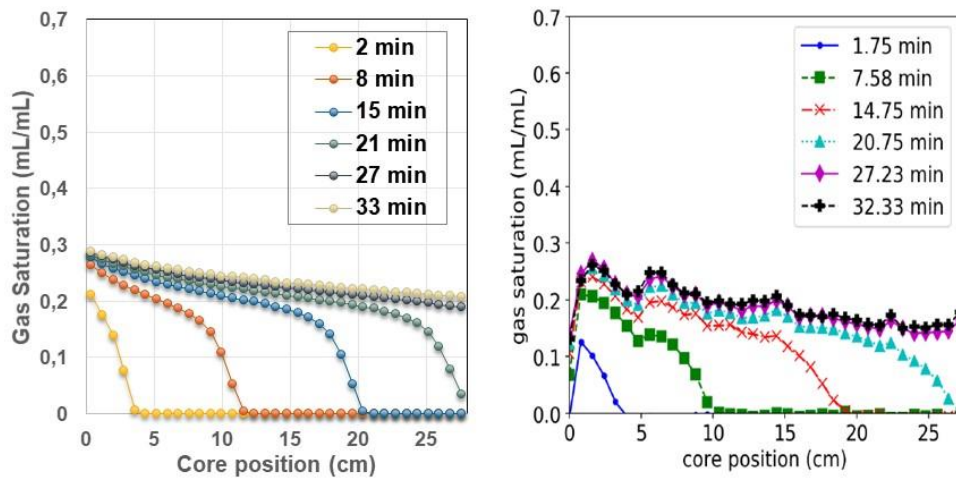 0,7
0,6
0,5
0,4
0,3
0,2
0,1
0
Gas Saturation (mL/mL)
2 min
8 min
15 min
21 min
27 min
33 min
0 5 10 15 20 25
Core position (cm)
0.7
0.6
0.5
0.4
0.3
0.2
0.1
0.0
gas saturation (mL/mL)
1.75 min
7.58 min
14.75 min
20.75 min
27.23 min
32.33 min
0 5 10 15 20 25
core position (cm)